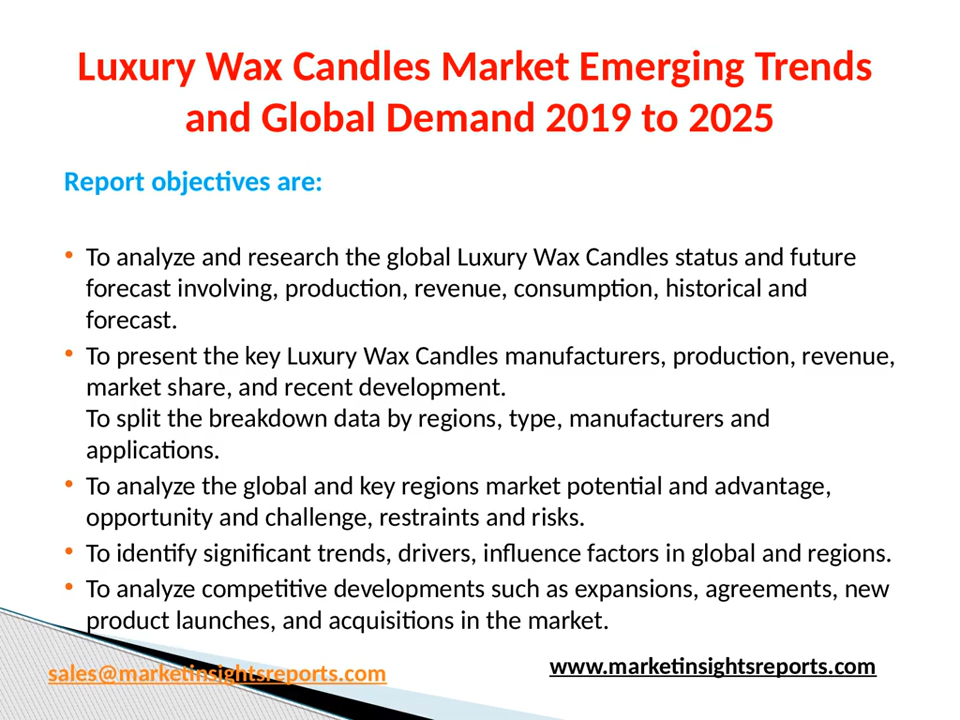 Luxury Wax Candles Market Emerging Trends
and Global Demand 2019 to 2025
Report objectives are:
• To analyze and research the global Luxury Wax Candles status and future
forecast involving, production, revenue, consumption, historical and
forecast.
• To present the key Luxury Wax Candles manufacturers, production, revenue,
market share, and recent development.
To split the breakdown data by regions, type, manufacturers and
applications.
• To analyze the global and key regions market potential and advantage,
opportunity and challenge, restraints and risks.
• To identify significant trends, drivers, influence factors in global and regions.
• To analyze competitive developments such as expansions, agreements, new
product launches, and acquisitions in the market.
sales@marketinsightsreports.com
www.marketinsightsreports.com